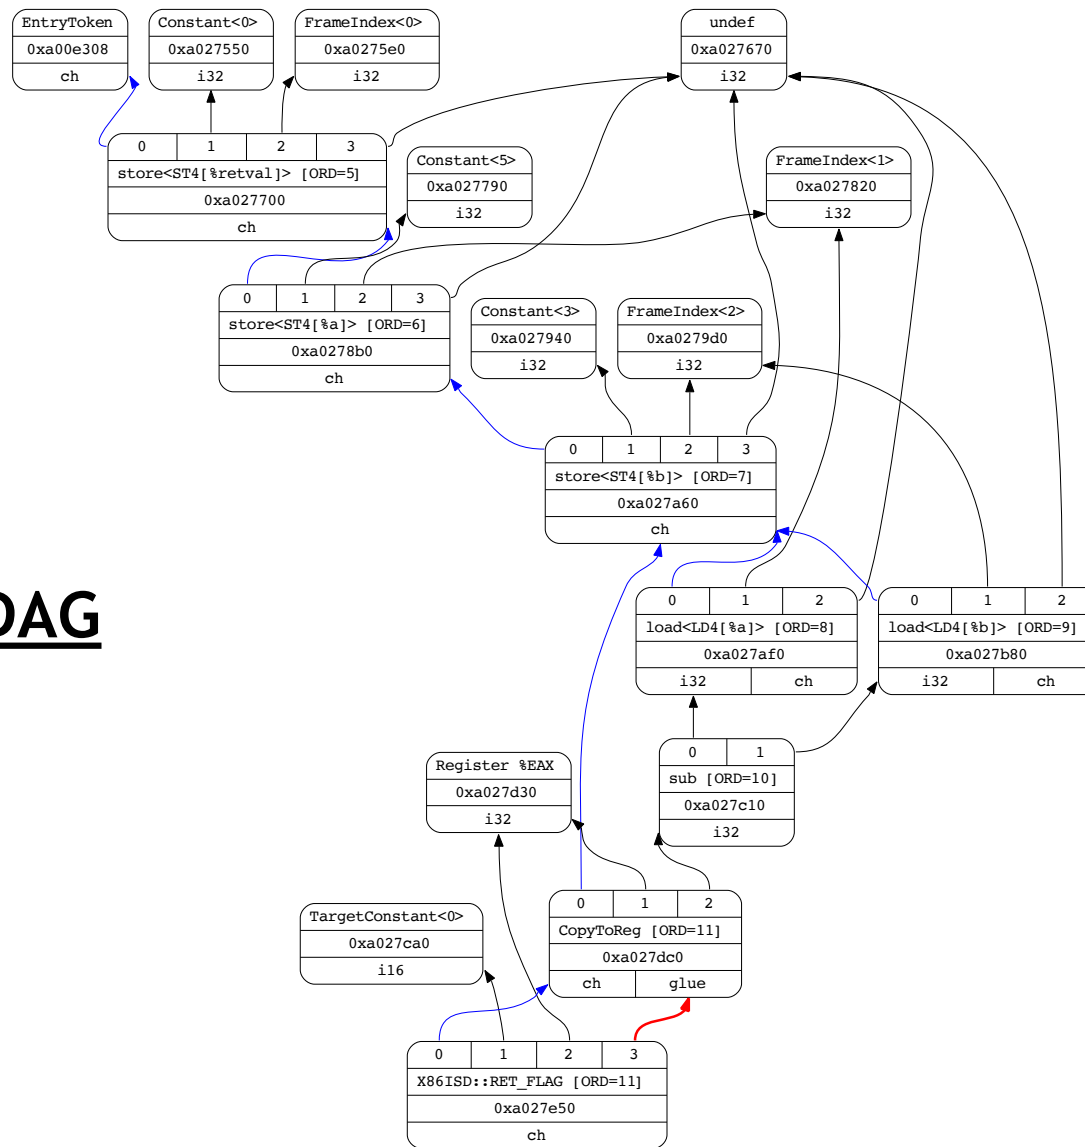 EntryToken
0xa00e308
ch
Constant<0>
0xa027550
i32
FrameIndex<0>
0xa0275e0
i32
undef
0xa027670
i32
0 1 2 3
store<ST4[%retval]> [ORD=5]
0xa027700
ch
Constant<5>
0xa027790
i32
FrameIndex<1>
0xa027820
i32
0 1 2 3
store<ST4[%a]> [ORD=6]
0xa0278b0
ch
Constant<3>
0xa027940
i32
FrameIndex<2>
0xa0279d0
i32
0 1 2 3
store<ST4[%b]> [ORD=7]
0xa027a60
ch
DAG
0 1 2
load<LD4[%a]> [ORD=8]
0xa027af0
i32 ch
0 1 2
load<LD4[%b]> [ORD=9]
0xa027b80
i32 ch
0 1
sub [ORD=10]
0xa027c10
i32
Register %EAX
0xa027d30
i32
TargetConstant<0>
0xa027ca0
i16
0 1 2
CopyToReg [ORD=11]
0xa027dc0
ch glue
0 1 2 3
X86ISD::RET_FLAG [ORD=11]
0xa027e50
ch